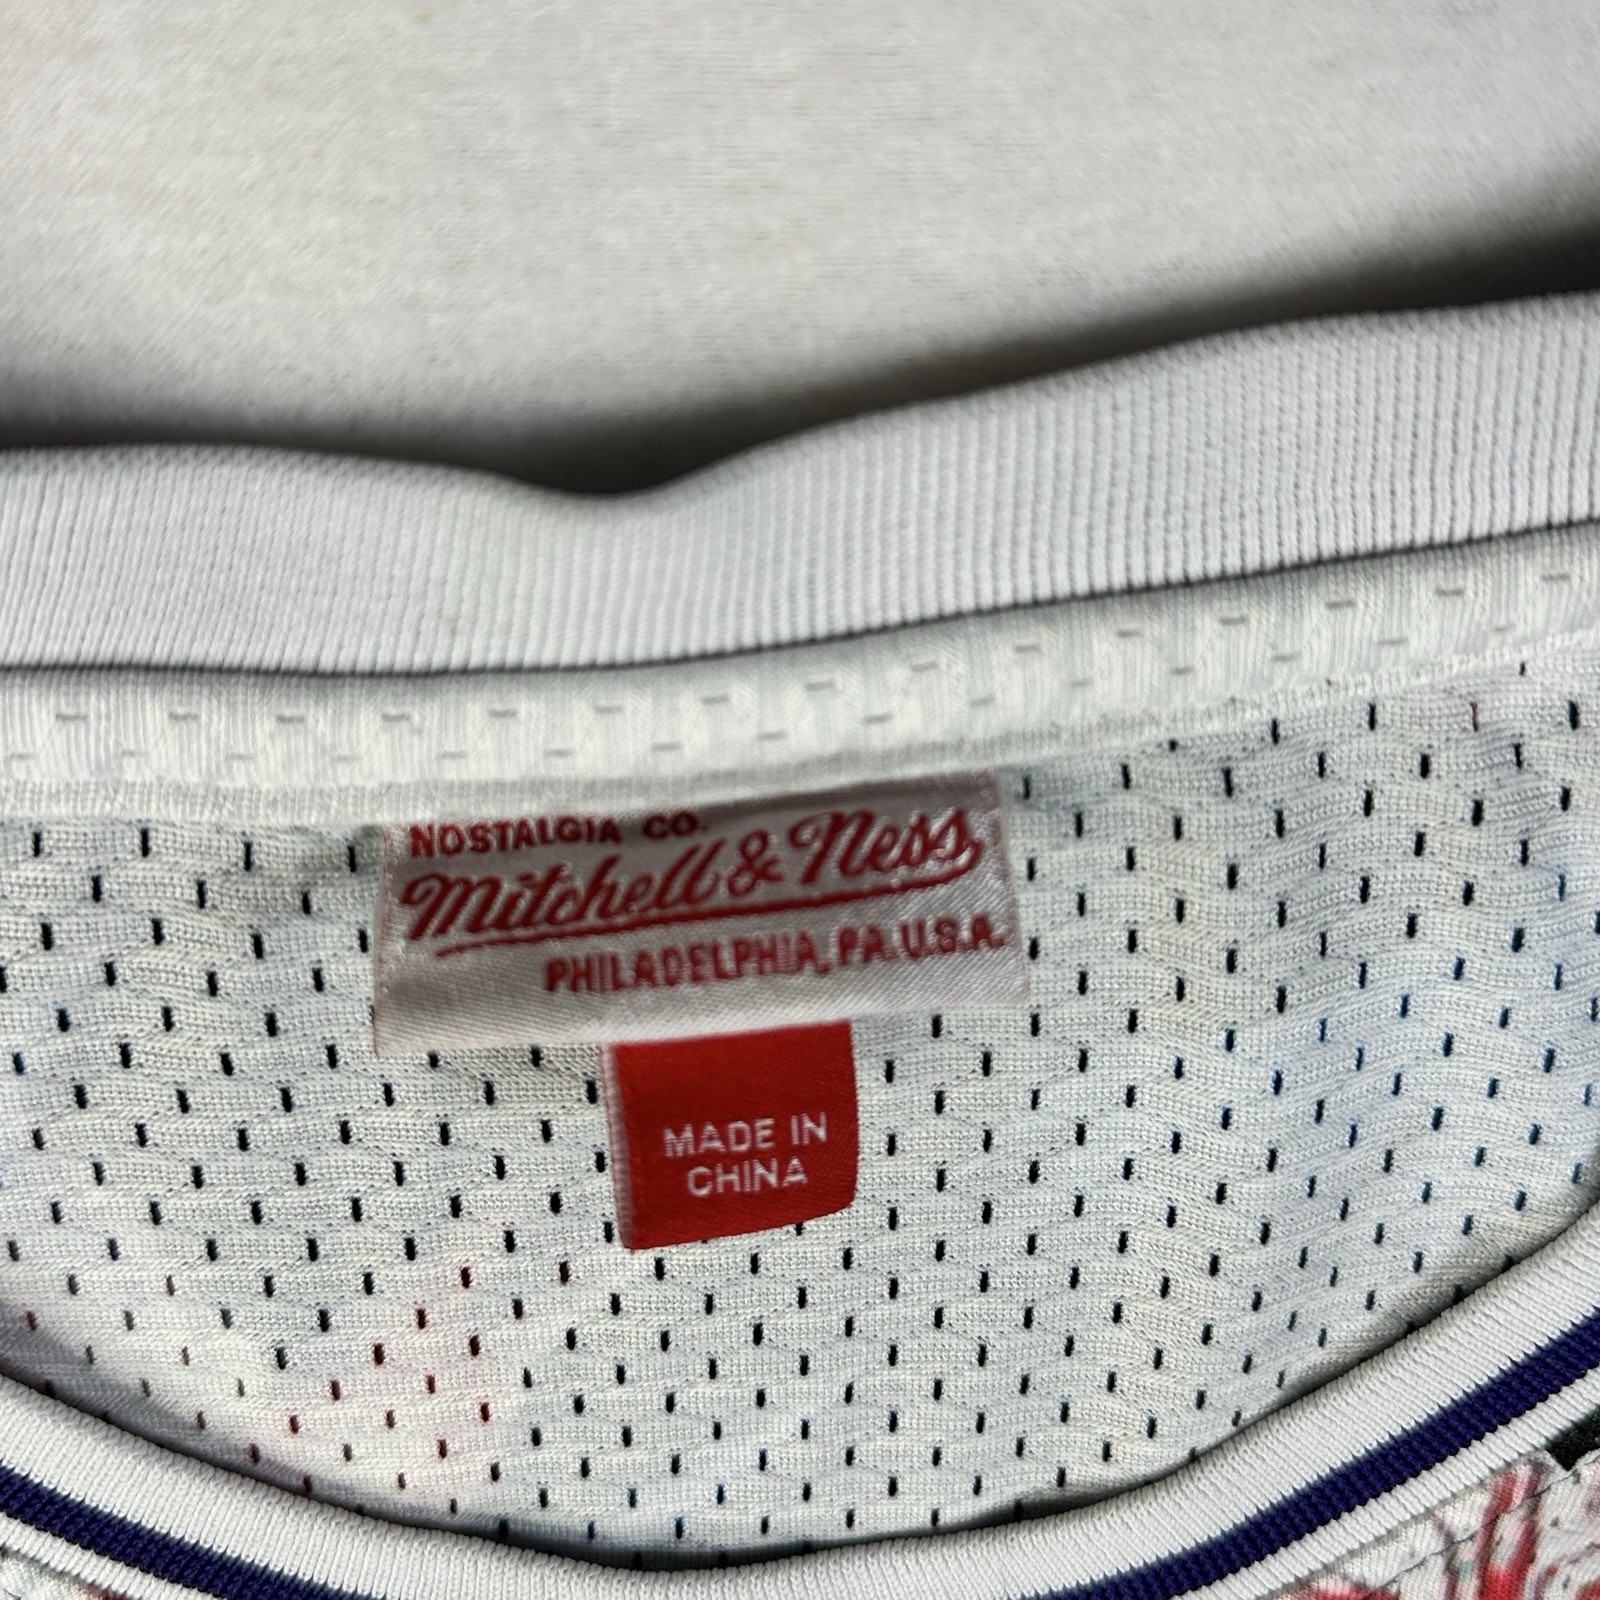 NOSTALGIA CO.
Mitchell & Ness
PHILADELPHIA, PA. U.S.A.
MADE IN
CHINA